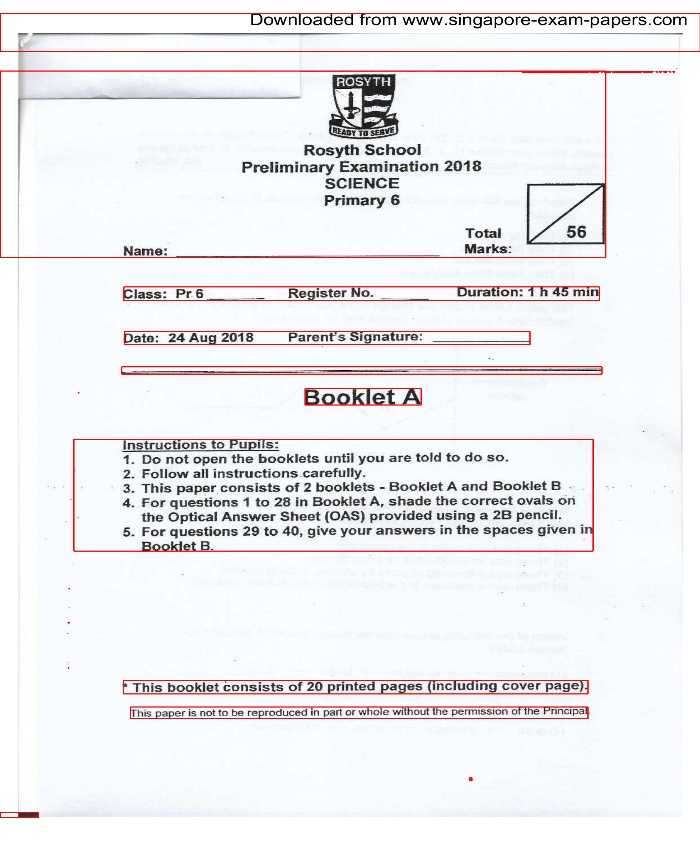 Downloaded from www.singapore-exam-papers.com
ROSYTH
READY TO SERVE
Rosyth School
Preliminary Examination 2018
SCIENCE
Primary 6
Total
Marks:
56
Name:
Class: Pr 6 Register No. Duration: 1 h 45 min
Date: 24 Aug 2018 Parent's Signature:
Booklet A
Instructions to Pupils:
1. Do not open the booklets until you are told to do so.
2. Follow all instructions carefully.
3. This paper consists of 2 booklets - Booklet A and Booklet B
4. For questions 1 to 28 in Booklet A, shade the correct ovals on
the Optical Answer Sheet (OAS) provided using a 2B pencil.
5. For questions 29 to 40, give your answers in the spaces given in
Booklet B.
* This booklet consists of 20 printed pages (including cover page).
This paper is not to be reproduced in part or whole without the permission of the Principal.